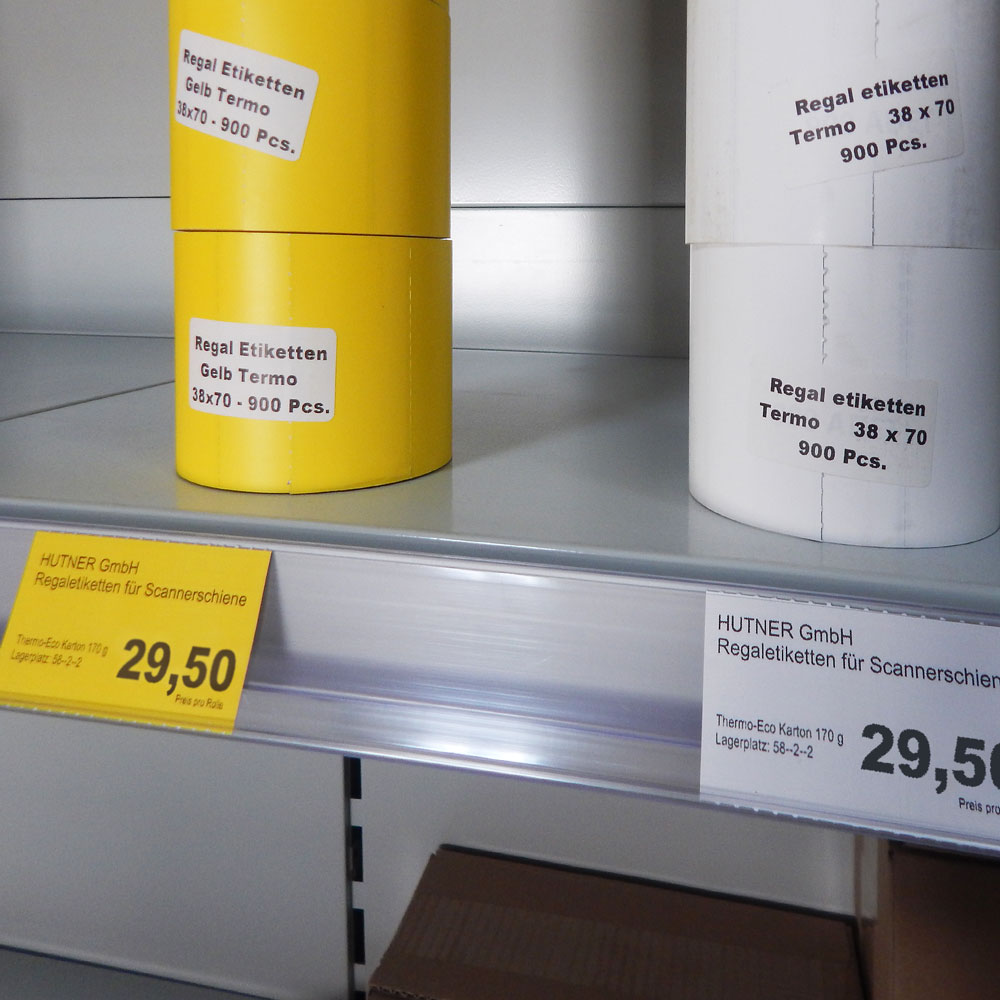 Regal Etiketten
Gelb Termo
38x70 - 900 Pcs.
Regal etiketten
Termo 38 x 70
900 Pcs.
Regal Etiketten
Gelb Termo
38x70 - 900 Pcs.
Regal etiketten
Termo 38 x 70
900 Pcs.
HUTNER GmbH
Regaletiketten für Scannerschiene
Thermo-Eco Karton 170 g
Lagerplatz: 58--2--2
29,50
Preis pro Rolle
HUTNER GmbH
Regaletiketten für Scannerschien
Thermo-Eco Karton 170 g
Lagerplatz: 58--2--2
29,50
Preis pro